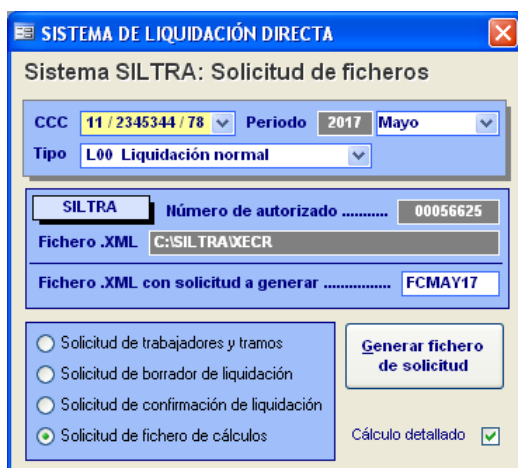 SISTEMA DE LIQUIDACIÓN DIRECTA
Sistema SILTRA: Solicitud de ficheros
CCC 11 / 2345344 / 78 Periodo 2017 Mayo
Tipo L00 Liquidación normal
SILTRA Número de autorizado ........... 00056625
Fichero .XML C:\SILTRA\XECR
Fichero .XML con solicitud a generar ................ FCMAY17
Solicitud de trabajadores y tramos
Solicitud de borrador de liquidación
Solicitud de confirmación de liquidación
Solicitud de fichero de cálculos
Generar fichero
de solicitud
Cálculo detallado